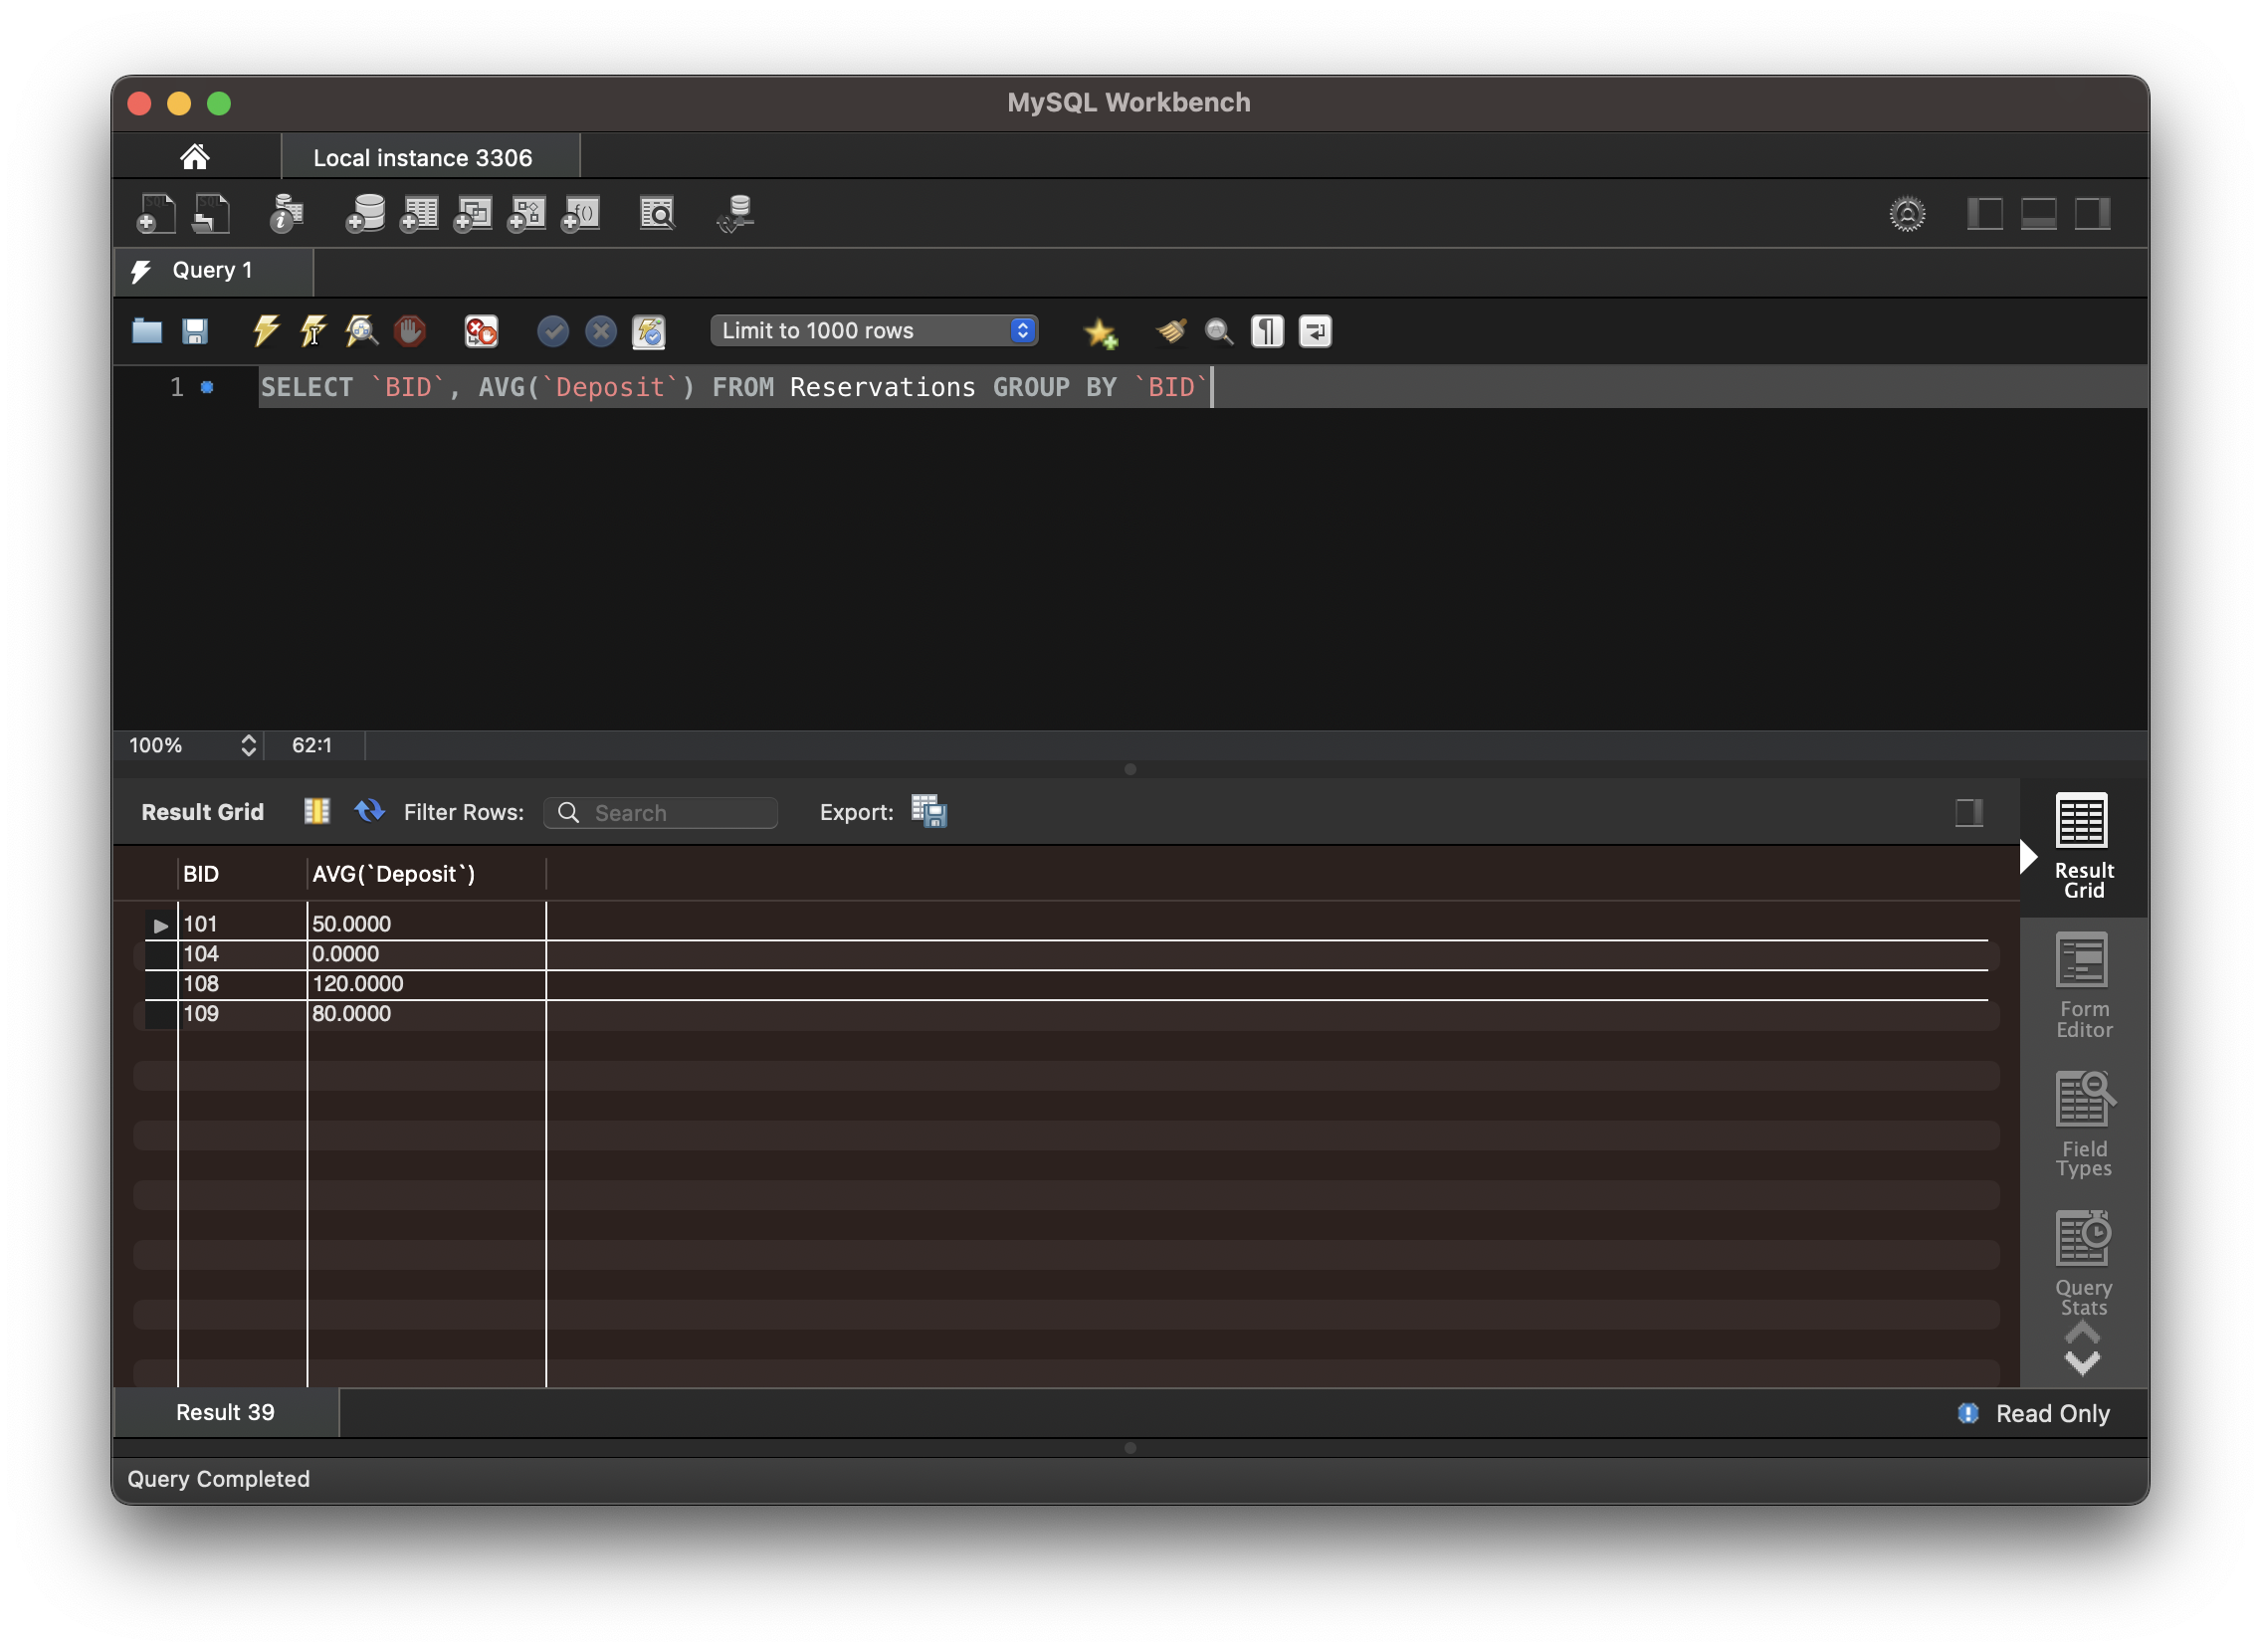 MySQL Workbench
Local instance 3306
Query 1
Limit to 1000 rows
1 SELECT `BID`, AVG(`Deposit`) FROM Reservations GROUP BY `BID`
100% 62:1
Result Grid Filter Rows: Search Export:
BID AVG(`Deposit`)
101 50.0000
104 0.0000
108 120.0000
109 80.0000
Result
Grid
Form
Editor
Field
Types
Query
Stats
Result 39 Read Only
Query Completed